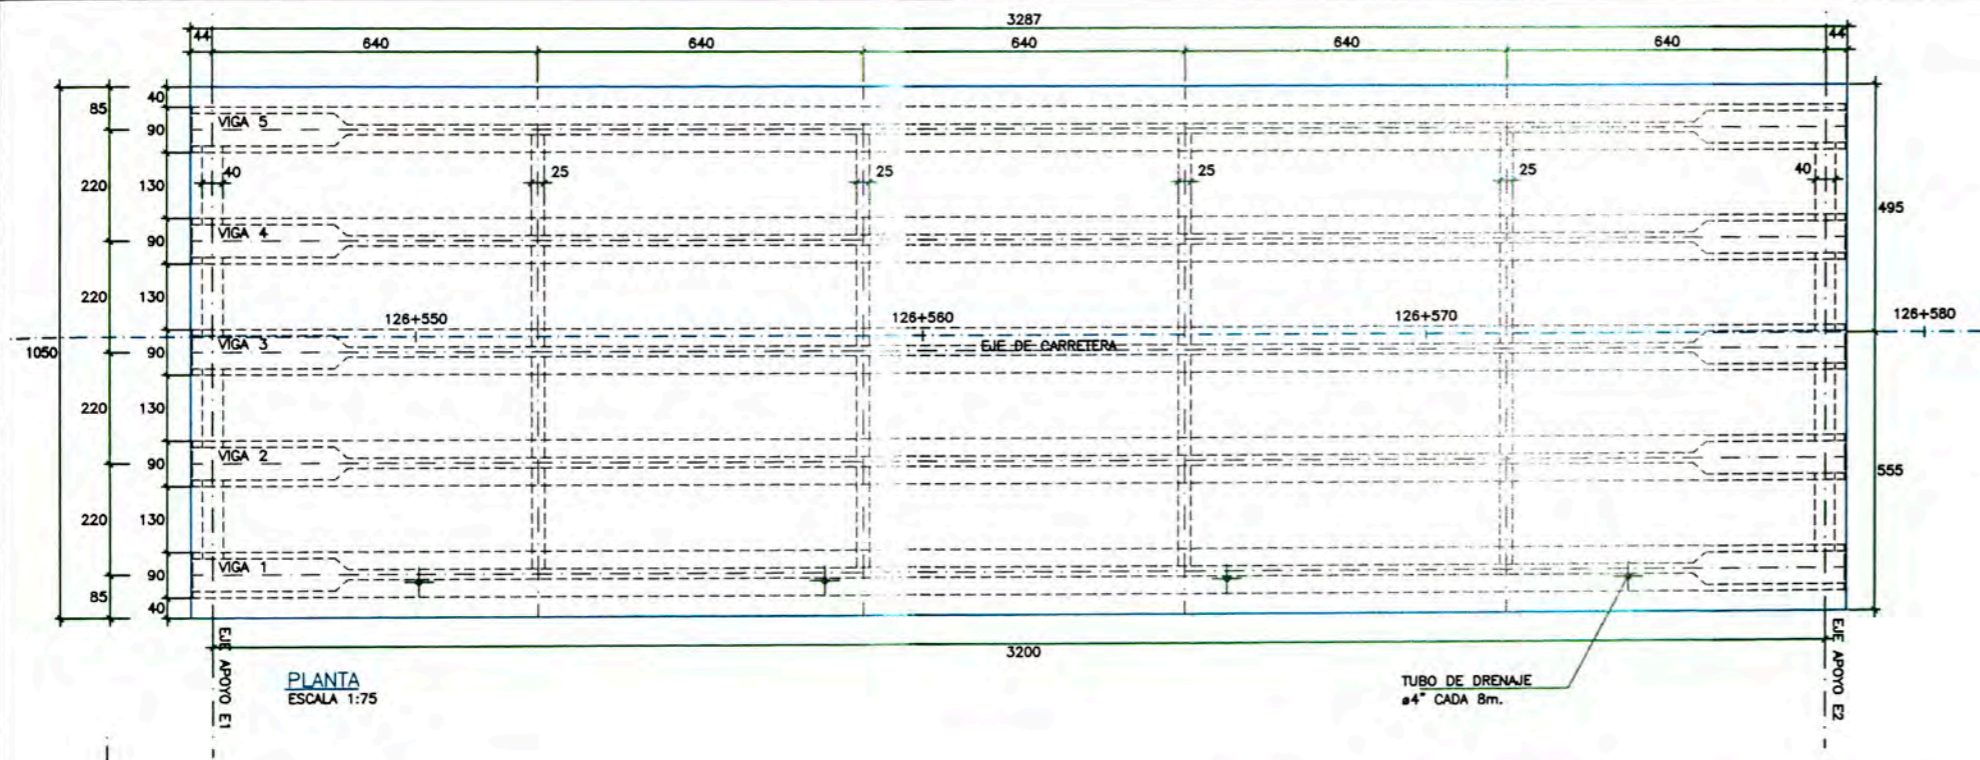 3287
44 640 640 640 640 640 44
85 40
VIGA 5
90
220 130 40 25 25 25 25 40
495
VIGA 4
90
220 130
126+550 126+560 126+570 126+580
VIGA 3
EJE DE CARRETERA
1050 90
220 130
VIGA 2
90
555
220 130
VIGA 1
90
85 40
EJE APOYO E1
EJE APOYO E2
3200
PLANTA
ESCALA 1:75
TUBO DE DRENAJE
ø4" CADA 8m.